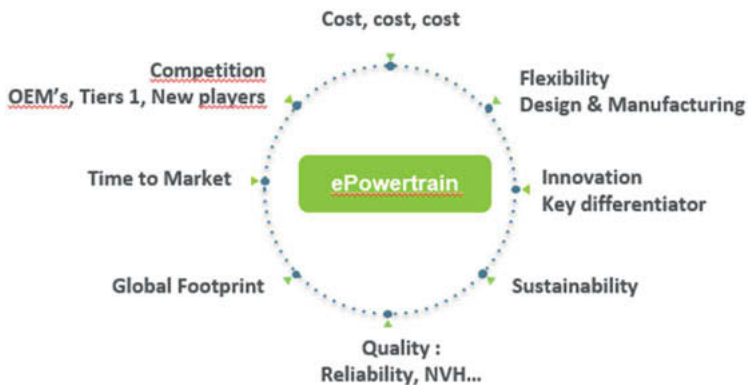 Cost, cost, cost
Competition
OEM's, Tiers 1, New players
Flexibility
Design & Manufacturing
Time to Market
ePowertrain
Innovation
Key differentiator
Global Footprint
Sustainability
Quality :
Reliability, NVH...